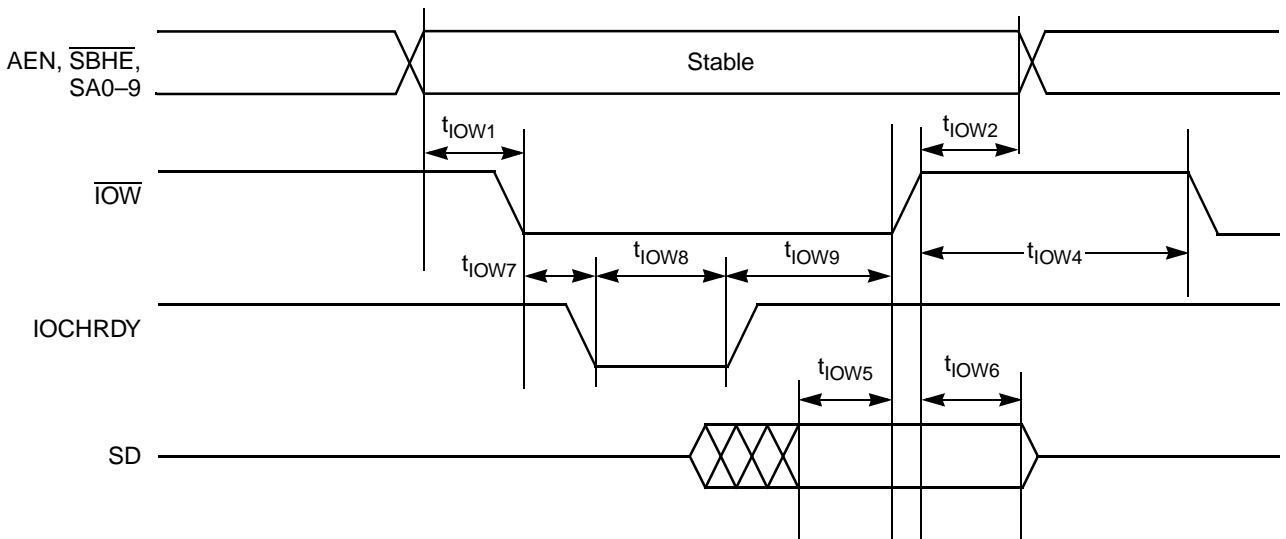 AEN, SBHE,
SA0–9
Stable
tIOW1
tIOW2
IOW
tIOW7
tIOW8
tIOW9
tIOW4
IOCHRDY
tIOW5
tIOW6
SD